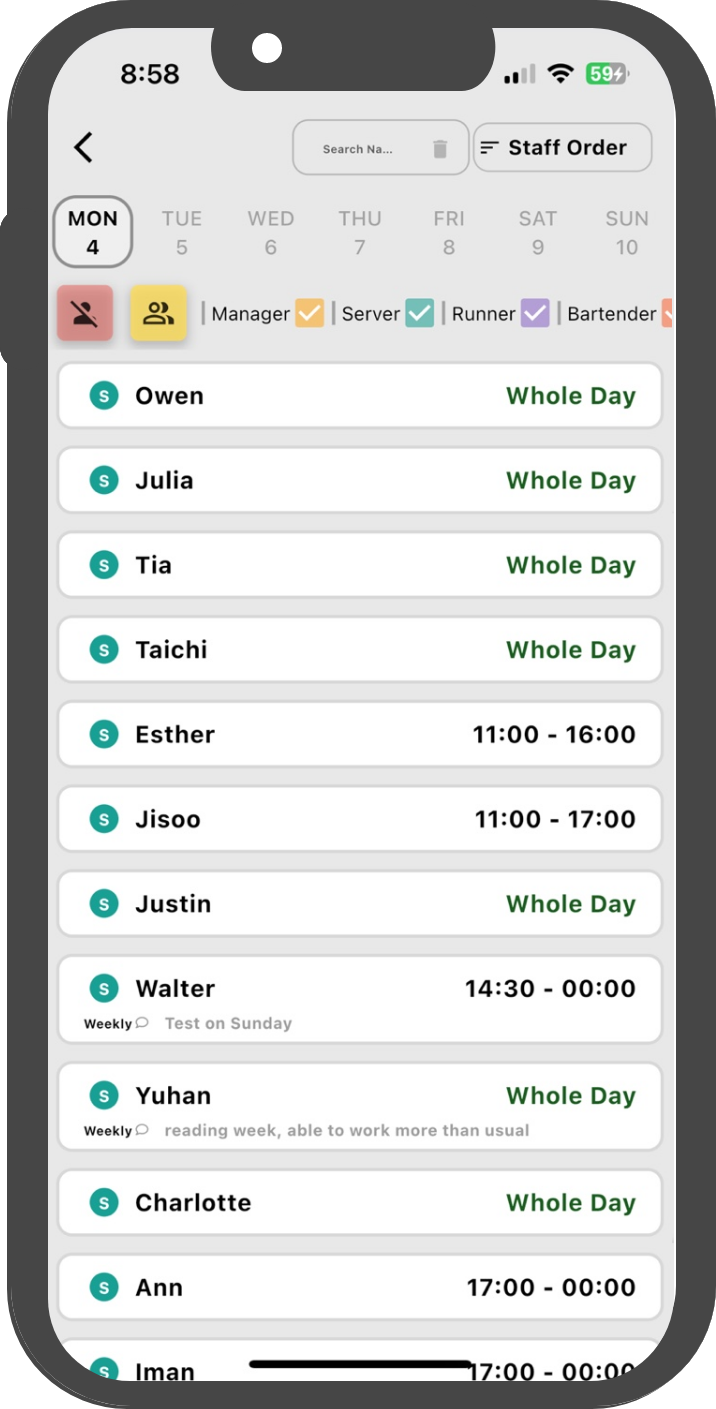 8:58 59
Search Na... Staff Order
MON TUE WED THU FRI SAT SUN
4 5 6 7 8 9 10
Manager Server Runner Bartender
S Owen Whole Day
S Julia Whole Day
S Tia Whole Day
S Taichi Whole Day
S Esther 11:00 - 16:00
S Jisoo 11:00 - 17:00
S Justin Whole Day
S Walter 14:30 - 00:00
Weekly Test on Sunday
S Yuhan Whole Day
Weekly reading week, able to work more than usual
S Charlotte Whole Day
S Ann 17:00 - 00:00
S Iman 17:00 - 00:00